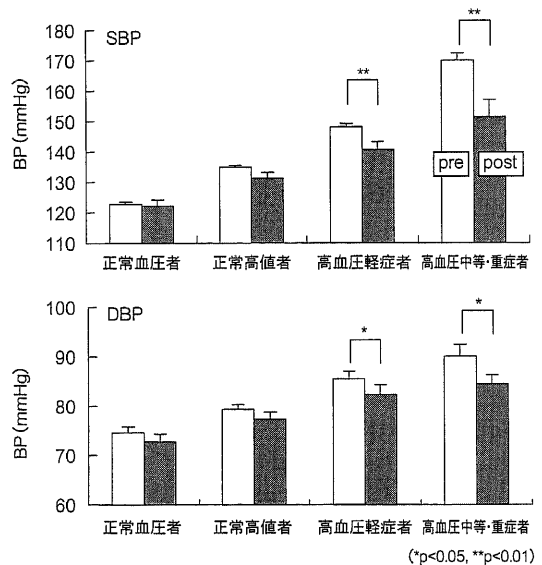 SBP
**
**
BP (mmHg)
180
170
160
150
140
130
120
110
pre
post
正常血圧者
正常高値者
高血圧軽症者
高血圧中等・重症者
DBP
*
*
BP (mmHg)
100
90
80
70
60
正常血圧者
正常高値者
高血圧軽症者
高血圧中等・重症者
(*p<0.05, **p<0.01)